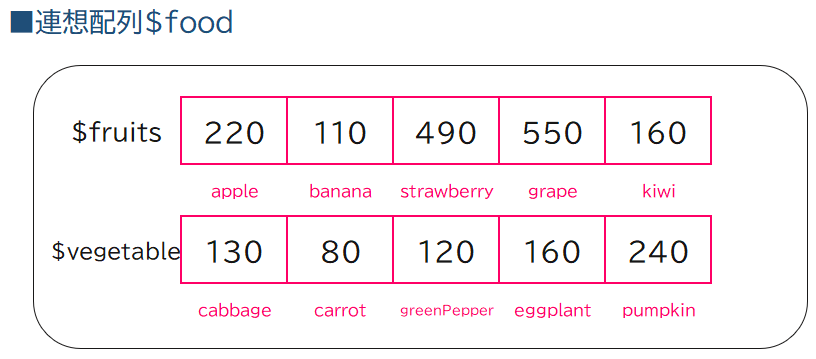 ■連想配列$food
$fruits 220 110 490 550 160
apple banana strawberry grape kiwi
$vegetable 130 80 120 160 240
cabbage carrot greenPepper eggplant pumpkin